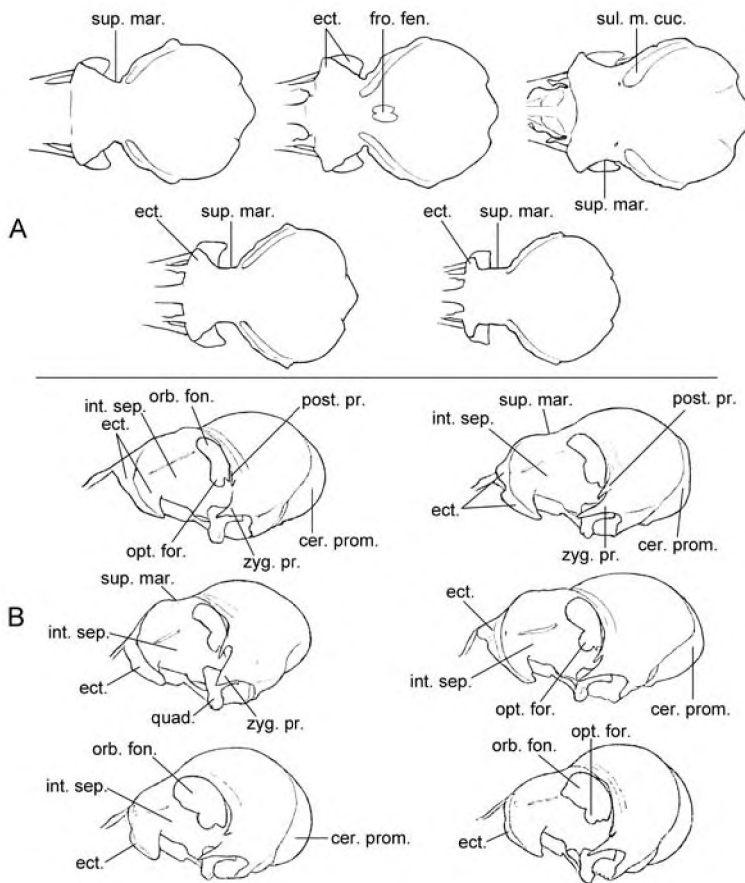 sup. mar.
ect.
fro. fen.
sul. m. cuc.
sup. mar.
A
ect.
sup. mar.
ect.
sup. mar.
orb. fon.
int. sep.
ect.
post. pr.
opt. for.
zyg. pr.
cer. prom.
sup. mar.
int. sep.
post. pr.
ect.
zyg. pr.
cer. prom.
B
sup. mar.
int. sep.
ect.
quad.
zyg. pr.
ect.
int. sep.
opt. for.
cer. prom.
orb. fon.
int. sep.
ect.
cer. prom.
opt. for.
orb. fon.
ect.